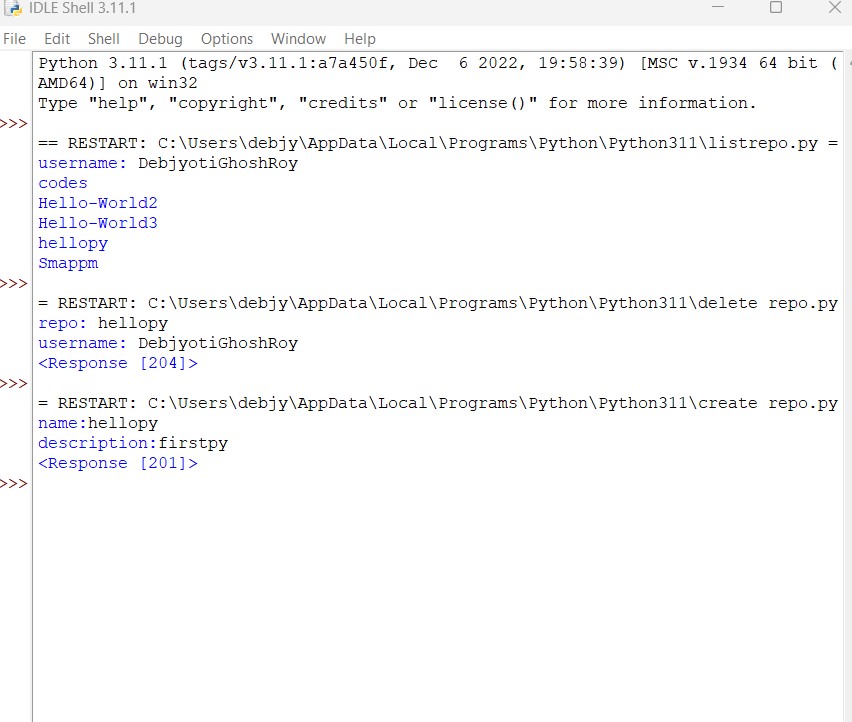 IDLE Shell 3.11.1
File Edit Shell Debug Options Window Help
Python 3.11.1 (tags/v3.11.1:a7a450f, Dec  6 2022, 19:58:39) [MSC v.1934 64 bit (
AMD64)] on win32
Type "help", "copyright", "credits" or "license()" for more information.
>>>
== RESTART: C:\Users\debjy\AppData\Local\Programs\Python\Python311\listrepo.py =
username: DebjyotiGhoshRoy
codes
Hello-World2
Hello-World3
hellopy
Smappm
>>>
= RESTART: C:\Users\debjy\AppData\Local\Programs\Python\Python311\delete repo.py
repo: hellopy
username: DebjyotiGhoshRoy
<Response [204]>
>>>
= RESTART: C:\Users\debjy\AppData\Local\Programs\Python\Python311\create repo.py
name:hellopy
description:firstpy
<Response [201]>
>>>